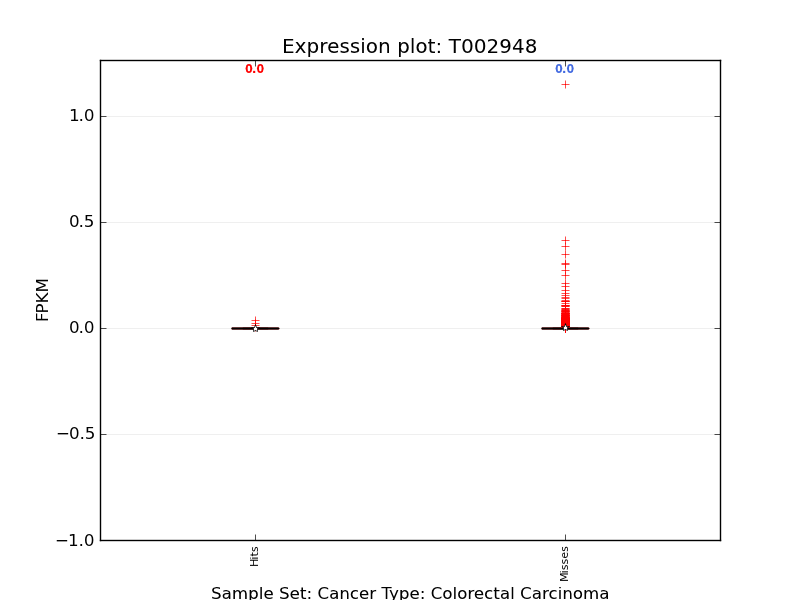 Expression plot: T002948
0.0 0.0
1.0
0.5
0.0
−0.5
−1.0
FPKM
Hits Misses
Sample Set: Cancer Type: Colorectal Carcinoma